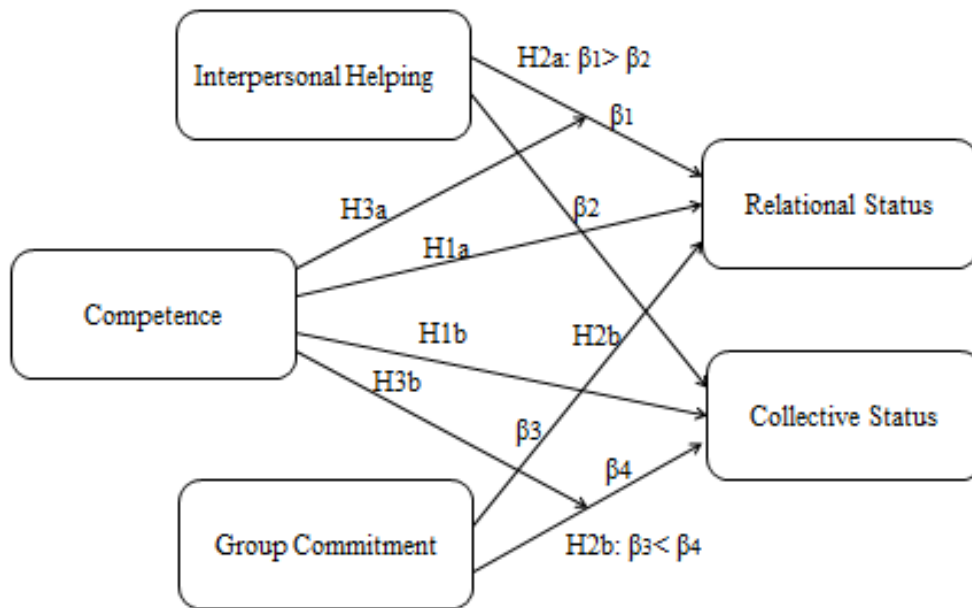 Interpersonal Helping
H2a: β1> β2
β1
Relational Status
H3a
β2
H1a
Competence
H1b
H2b
H3b
Collective Status
β3
β4
Group Commitment
H2b: β3< β4